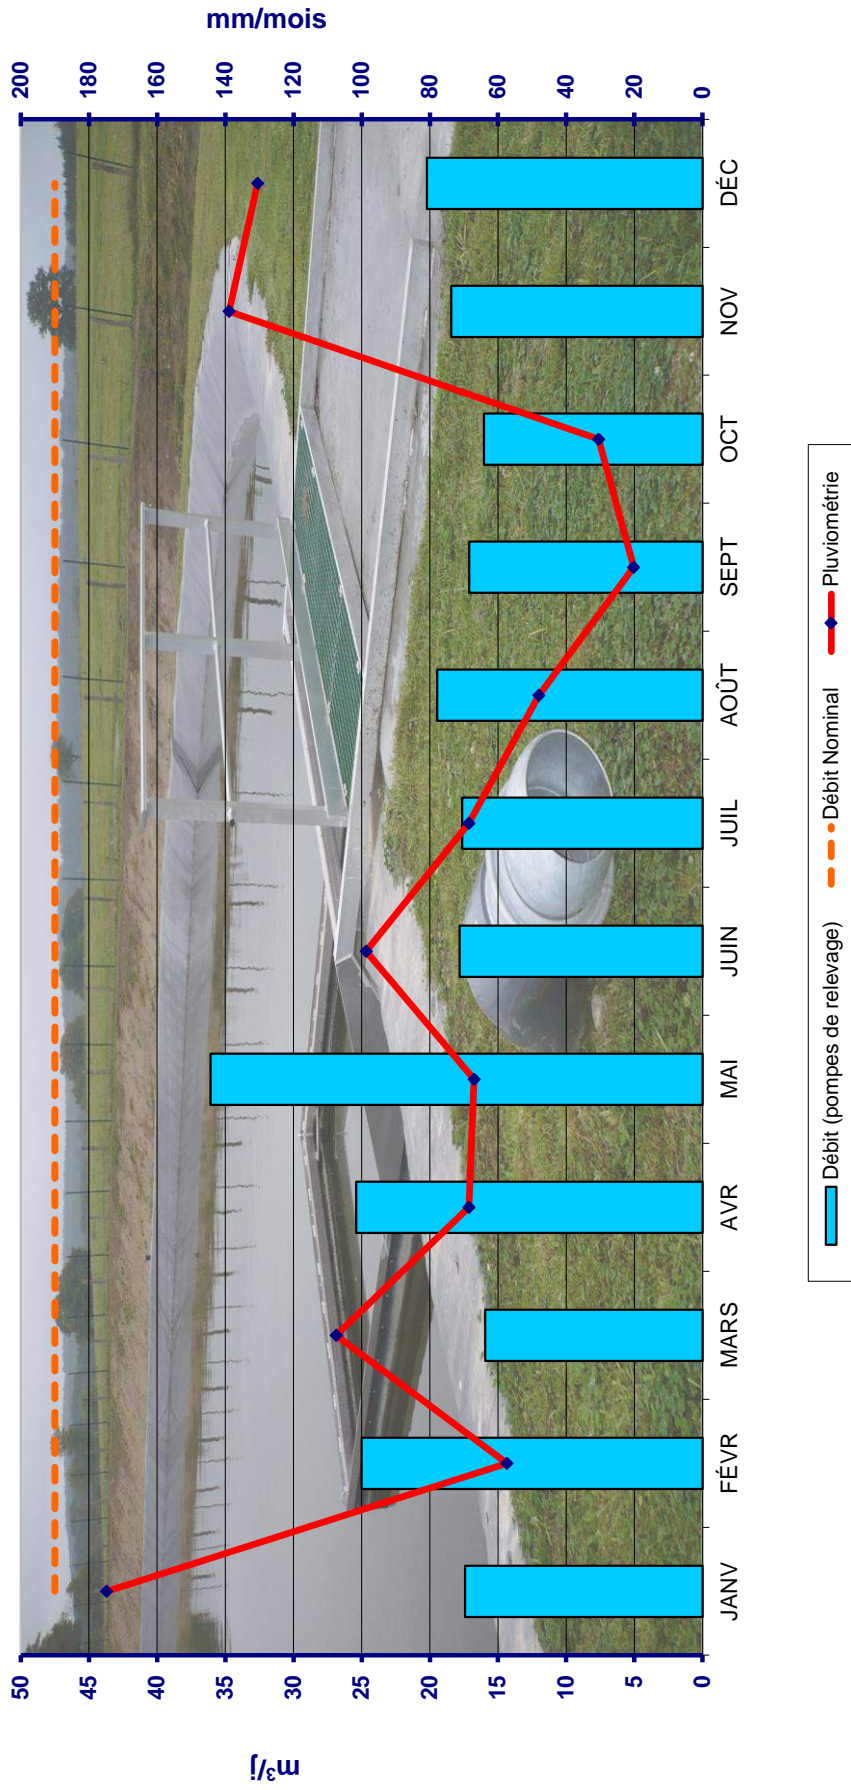 mm/mois
200
180
160
140
120
100
80
60
40
20
0
50
45
40
35
30
25
20
15
10
5
0
m³/j
JANV
FÉVR
MARS
AVR
MAI
JUIN
JUIL
AOÛT
SEPT
OCT
NOV
DÉC
Débit (pompes de relevage)
Débit Nominal
Pluviométrie